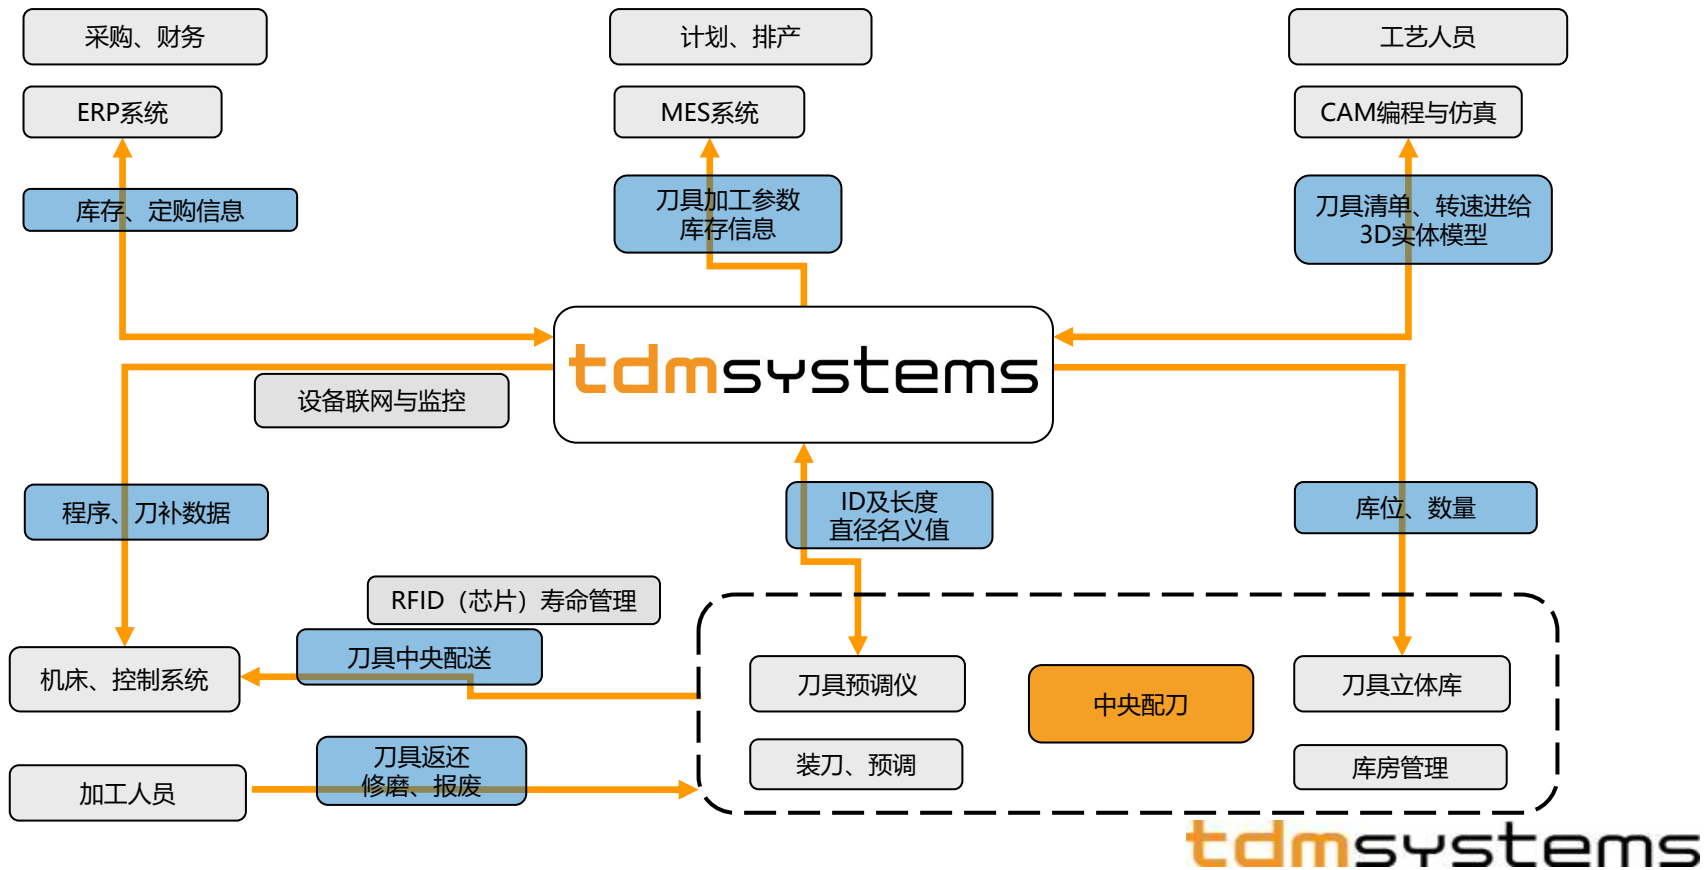 采购、财务
计划、排产
工艺人员
ERP系统
MES系统
CAM编程与仿真
库存、定购信息
刀具加工参数
库存信息
刀具清单、转速进给
3D实体模型
tdmsystems
设备联网与监控
程序、刀补数据
ID及长度
直径名义值
库位、数量
RFID（芯片）寿命管理
刀具中央配送
机床、控制系统
刀具预调仪
中央配刀
刀具立体库
加工人员
刀具返还
修磨、报废
装刀、预调
库房管理
tdmsystems